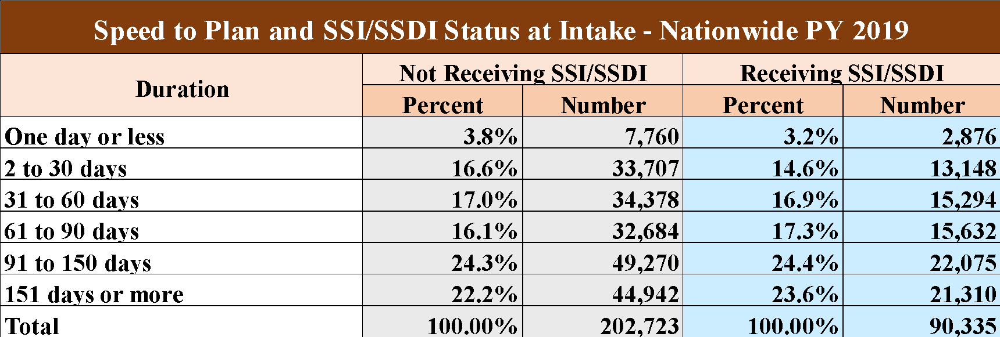 Speed to Plan and SSI/SSDI Status at Intake - Nationwide PY 2019
Duration
Not Receiving SSI/SSDI
Receiving SSI/SSDI
Percent Number Percent Number
One day or less 3.8% 7,760 3.2% 2,876
2 to 30 days 16.6% 33,707 14.6% 13,148
31 to 60 days 17.0% 34,378 16.9% 15,294
61 to 90 days 16.1% 32,684 17.3% 15,632
91 to 150 days 24.3% 49,270 24.4% 22,075
151 days or more 22.2% 44,942 23.6% 21,310
Total 100.00% 202,723 100.00% 90,335